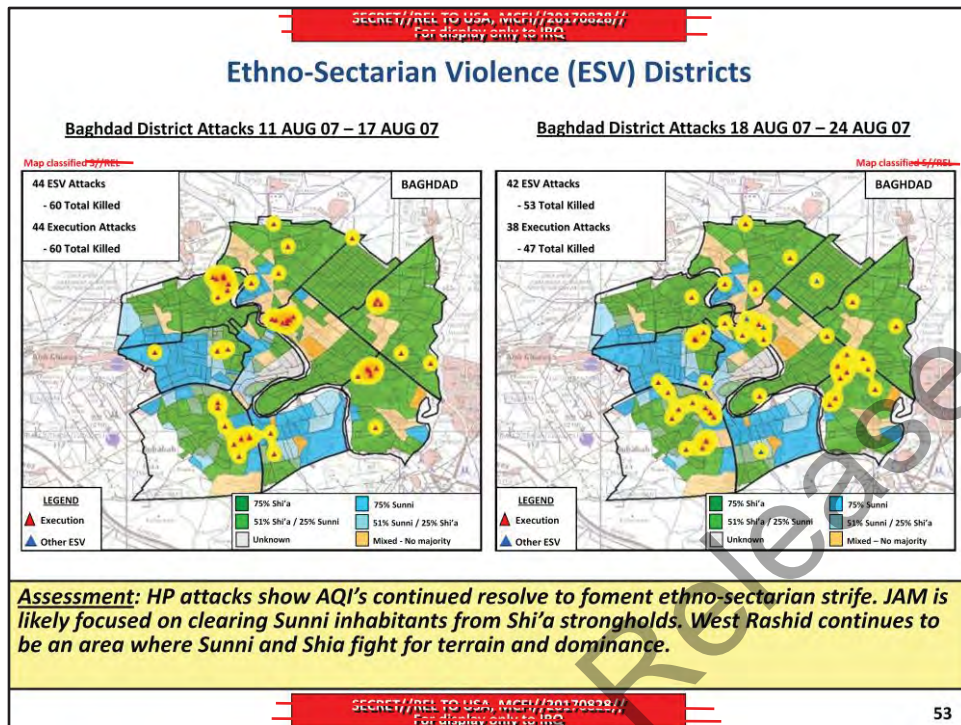 SECRET//REL TO USA, MCFI//20170828//
For display only to IRQ
Ethno-Sectarian Violence (ESV) Districts
Baghdad District Attacks 11 AUG 07 – 17 AUG 07
Baghdad District Attacks 18 AUG 07 – 24 AUG 07
Map classified S//REL
Map classified S//REL
44 ESV Attacks
- 60 Total Killed
44 Execution Attacks
- 60 Total Killed
BAGHDAD
42 ESV Attacks
- 53 Total Killed
38 Execution Attacks
- 47 Total Killed
BAGHDAD
LEGEND
Execution
Other ESV
75% Shi'a
51% Shi'a / 25% Sunni
Unknown
75% Sunni
51% Sunni / 25% Shi'a
Mixed - No majority
LEGEND
Execution
Other ESV
75% Shi'a
51% Shi'a / 25% Sunni
Unknown
75% Sunni
51% Sunni / 25% Shi'a
Mixed – No majority
Assessment: HP attacks show AQI's continued resolve to foment ethno-sectarian strife. JAM is
likely focused on clearing Sunni inhabitants from Shi'a strongholds. West Rashid continues to
be an area where Sunni and Shia fight for terrain and dominance.
Release
SECRET//REL TO USA, MCFI//20170828//
For display only to IRQ
53